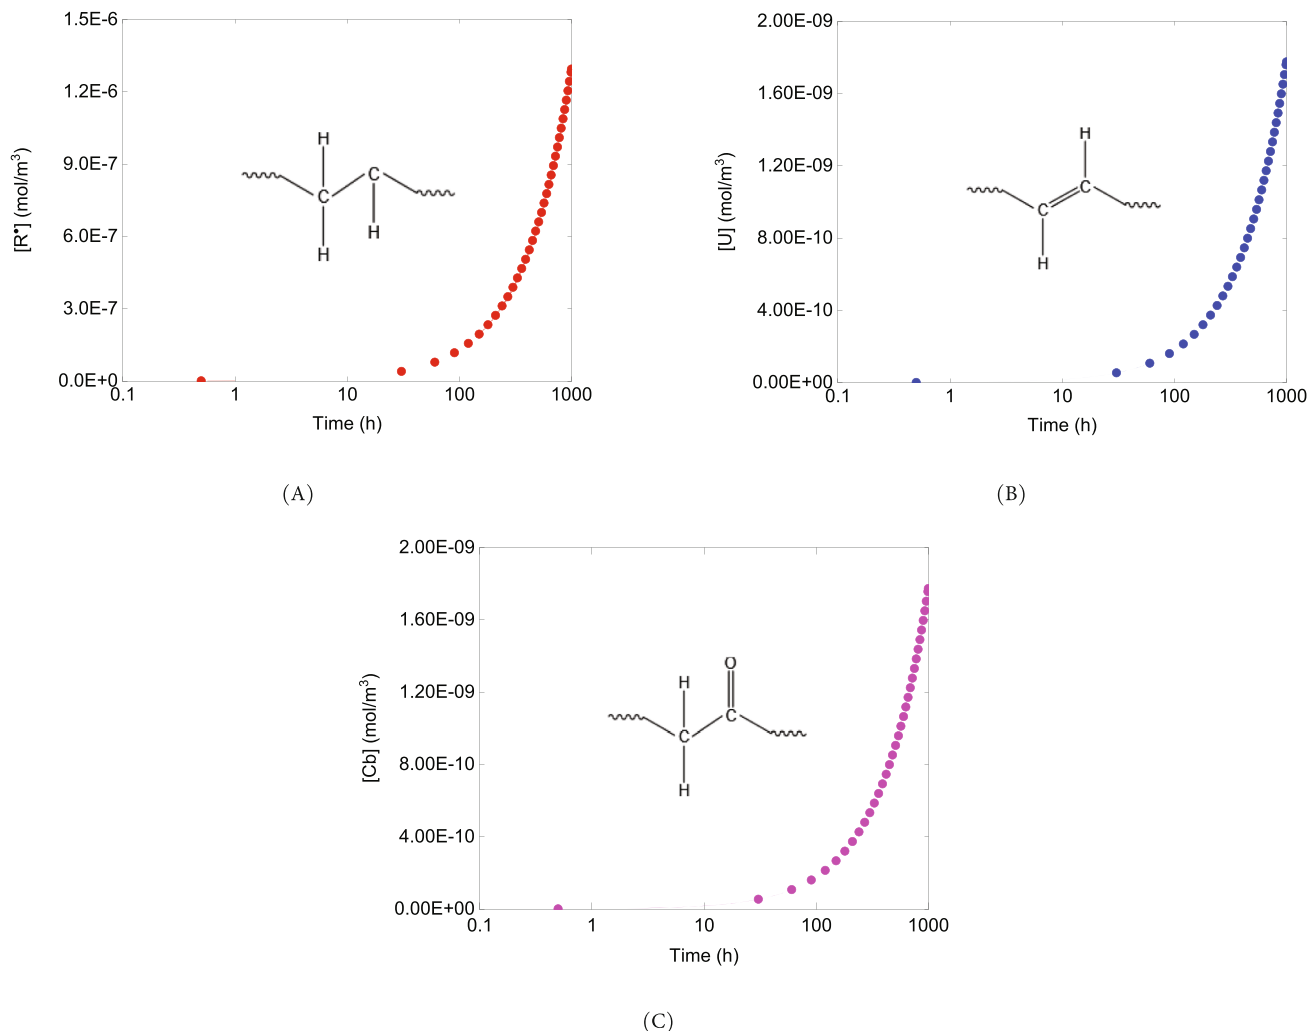 1.5E-6
1.2E-6
9.0E-7
6.0E-7
3.0E-7
0.0E+0
[R•] (mol/m³)
H
C
C
H
H
0.1
1
10
100
1000
Time (h)
(A)
2.00E-09
1.60E-09
1.20E-09
8.00E-10
4.00E-10
0.00E+00
[U] (mol/m³)
H
C
C
H
0.1
1
10
100
1000
Time (h)
(B)
2.00E-09
1.60E-09
1.20E-09
8.00E-10
4.00E-10
0.00E+00
[Cb] (mol/m³)
O
H
C
C
H
0.1
1
10
100
1000
Time (h)
(C)